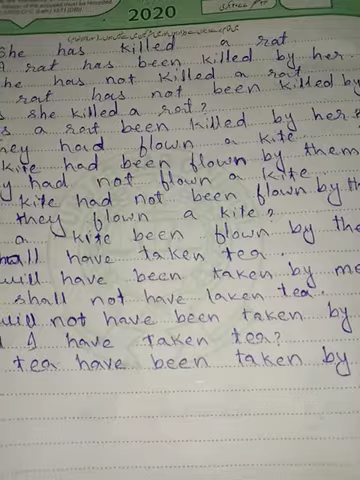 2020
she has killed a rat
A rat has been killed by her.
he has not killed a rat
rat has not been killed by
s she killed a rat?
s a rat been killed by her?
hey had flown a kite
kite had been flown by them
y had not flown a kite
kite had not been flown by th
they flown a kite?
a kite been flown by the
hall have taken tea.
will have been taken by me
shall not have taken tea.
will not have been taken by
I have taken tea?
tea have been taken by